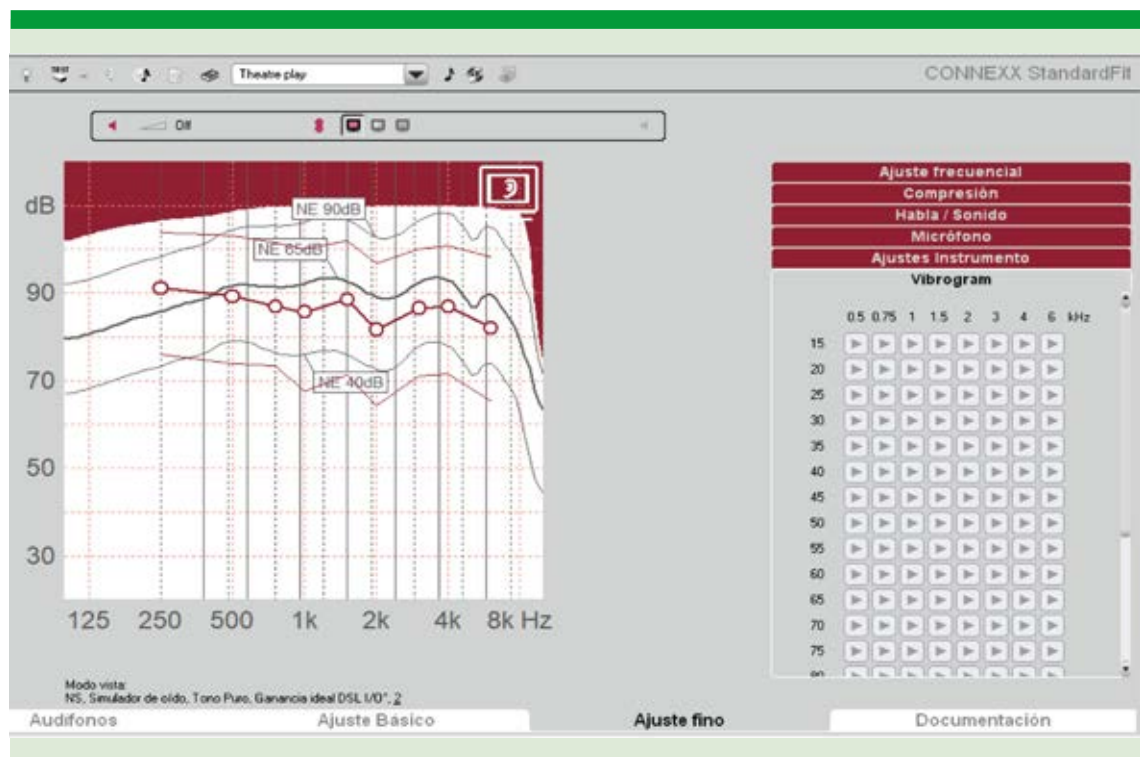 Theatre play
CONNEXX StandardFit
Off
dB
90
70
50
30
NE 90dB
NE 65dB
NE 40dB
125 250 500 1k 2k 4k 8k Hz
Ajuste frecuencial
Compresión
Habla / Sonido
Micrófono
Ajustes Instrumento
Vibrogram
0.5 0.75 1 1.5 2 3 4 6 kHz
15
20
25
30
35
40
45
50
55
60
65
70
75
80
Modo vista:
NS, Simulador de oído, Tono Puro, Ganancia ideal DSL I/O", 2
Audífonos Ajuste Básico Ajuste fino Documentación